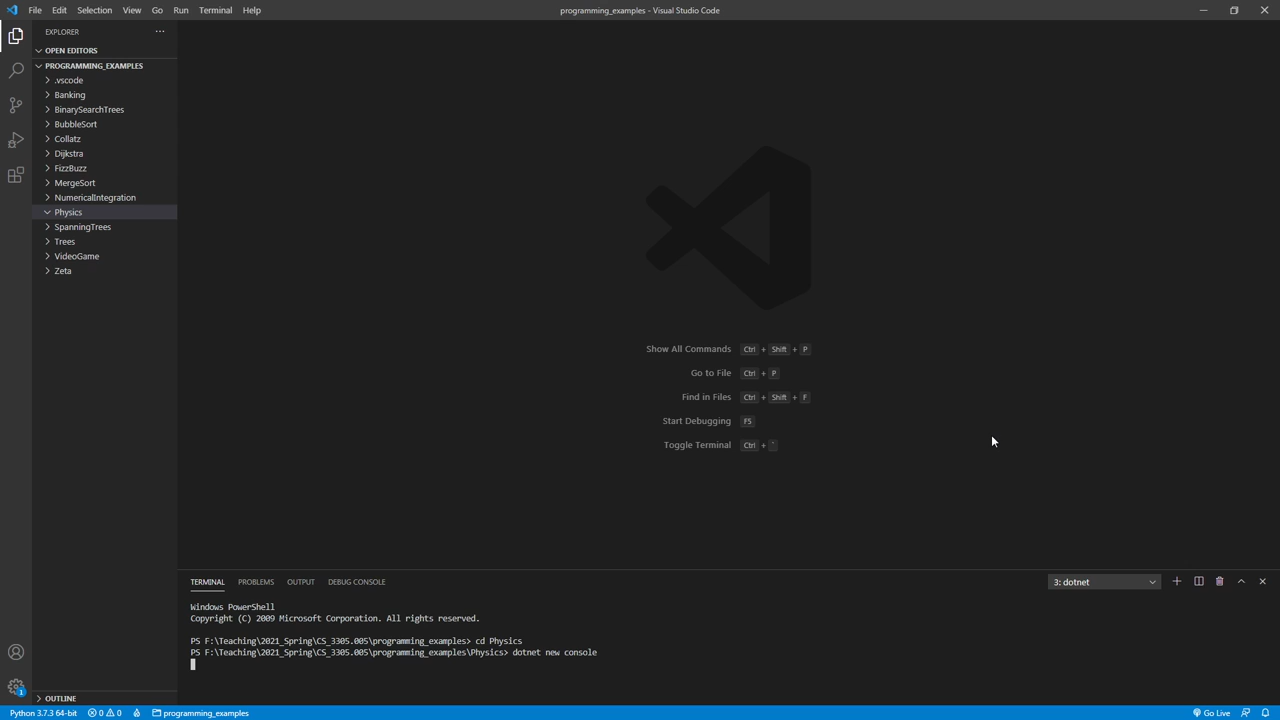 File Edit Selection View Go Run Terminal Help
programming_examples - Visual Studio Code
EXPLORER
OPEN EDITORS
PROGRAMMING_EXAMPLES
.vscode
Banking
BinarySearchTrees
BubbleSort
Collatz
Dijkstra
FizzBuzz
MergeSort
NumericalIntegration
Physics
SpanningTrees
Trees
VideoGame
Zeta
Show All Commands Ctrl + Shift + P
Go to File Ctrl + P
Find in Files Ctrl + Shift + F
Start Debugging F5
Toggle Terminal Ctrl + `
TERMINAL PROBLEMS OUTPUT DEBUG CONSOLE
3: dotnet
Windows PowerShell
Copyright (C) 2009 Microsoft Corporation. All rights reserved.
PS F:\Teaching\2021_Spring\CS_3305.005\programming_examples> cd Physics
PS F:\Teaching\2021_Spring\CS_3305.005\programming_examples\Physics> dotnet new console
1
OUTLINE
Python 3.7.3 64-bit 0 0 programming_examples
Go Live